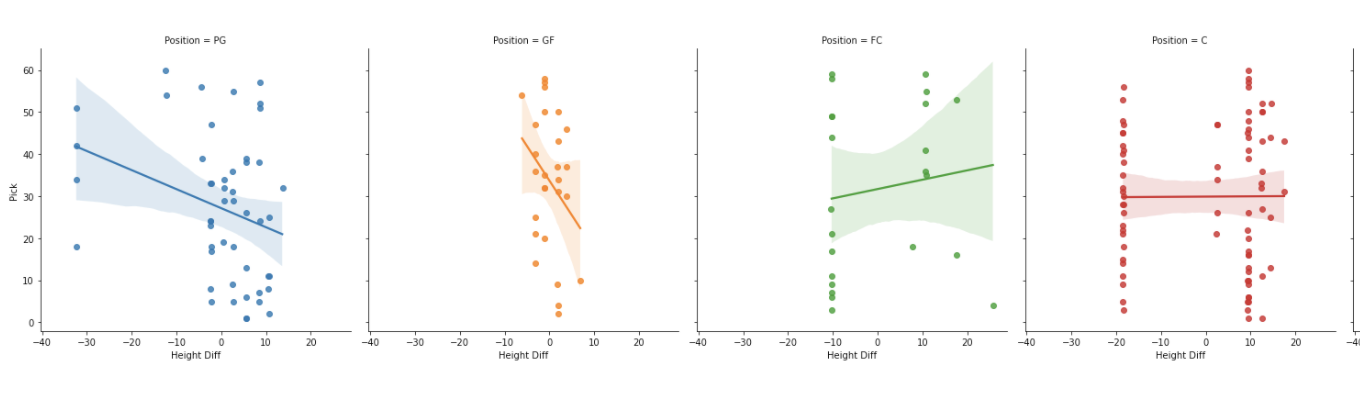 Position = PG
Position = GF
Position = FC
Position = C
60
50
40
30
20
10
0
Pick
−40 −30 −20 −10 0 10 20
−40 −30 −20 −10 0 10 20
−40 −30 −20 −10 0 10 20
−40 −30 −20 −10 0 10 20
Height Diff
Height Diff
Height Diff
Height Diff